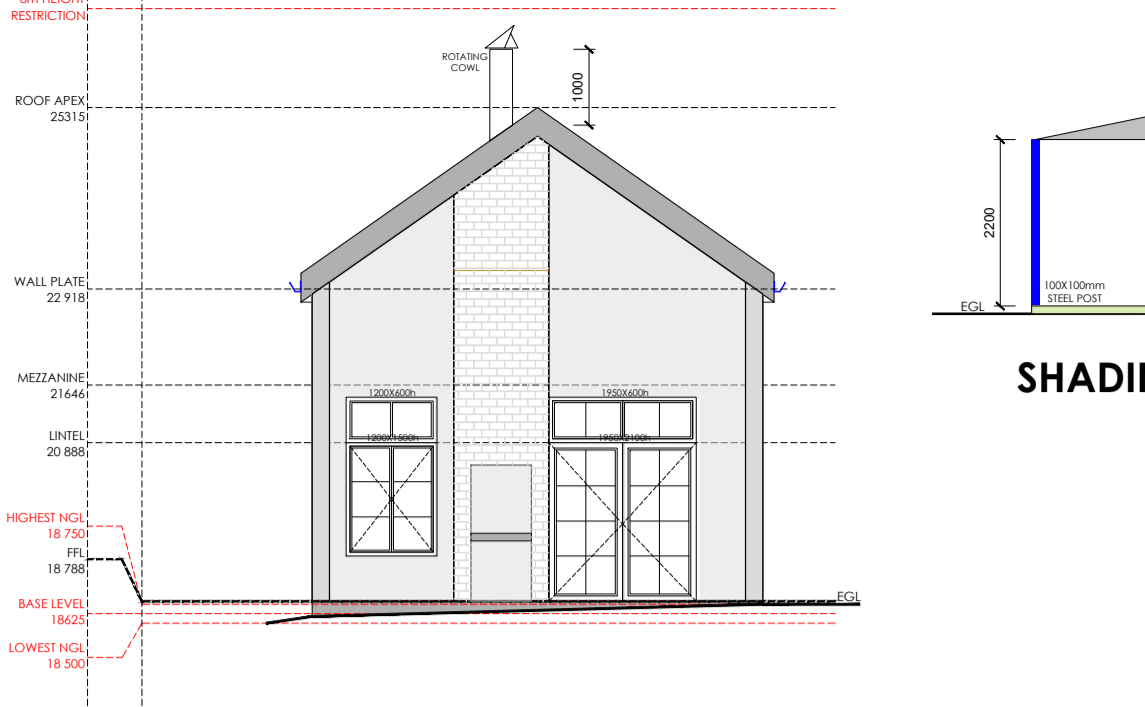 RESTRICTION
ROTATING
COWL
1000
ROOF APEX
25315
2200
WALL PLATE
22 918
100X100mm
STEEL POST
EGL
MEZZANINE
21646
1200X600h
1950X600h
LINTEL
20 888
1200X1500h
1950X2100h
HIGHEST NGL
18 750
FFL
18 788
BASE LEVEL
18625
EGL
LOWEST NGL
18 500